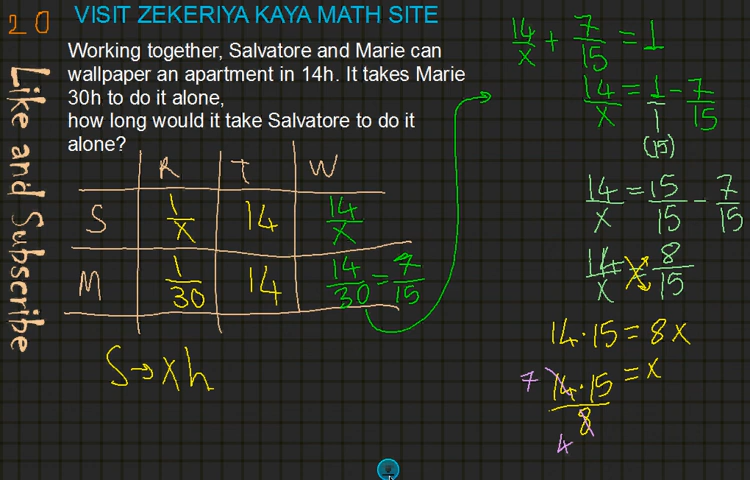 20
VISIT ZEKERIYA KAYA MATH SITE
Like and Subscribe
Working together, Salvatore and Marie can
wallpaper an apartment in 14h. It takes Marie
30h to do it alone,
how long would it take Salvatore to do it
alone?
R T W
S 1/x 14 14/x
M 1/30 14 14/30 = 7/15
S → x h
14/x + 7/15 = 1
14/x = 1/1 - 7/15
(15)
14/x = 15/15 - 7/15
14/x = 8/15
14·15 = 8x
7 14·15/8 = x
4